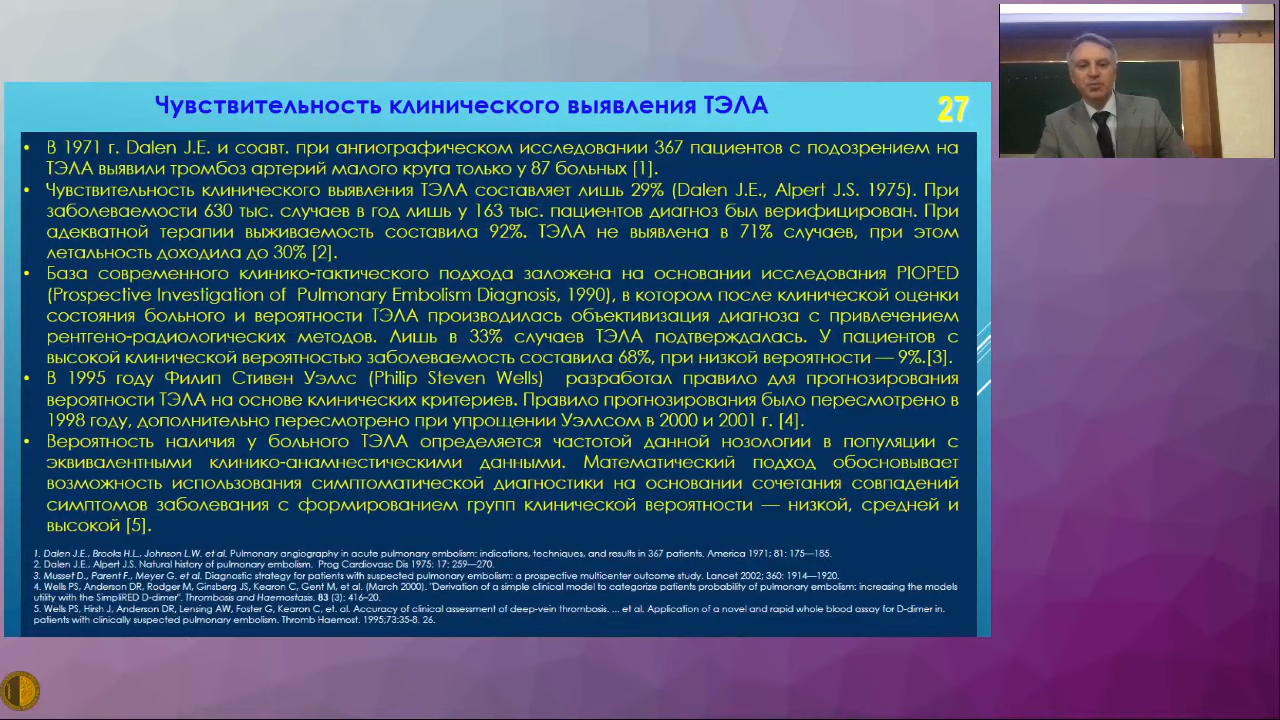 Чувствительность клинического выявления ТЭЛА
27
• В 1971 г. Dalen J.E. и соавт. при ангиографическом исследовании 367 пациентов с подозрением на
ТЭЛА выявили тромбоз артерий малого круга только у 87 больных [1].
• Чувствительность клинического выявления ТЭЛА составляет лишь 29% (Dalen J.E., Alpert J.S. 1975). При
заболеваемости 630 тыс. случаев в год лишь у 163 тыс. пациентов диагноз был верифицирован. При
адекватной терапии выживаемость составила 92%. ТЭЛА не выявлена в 71% случаев, при этом
летальность доходила до 30% [2].
• База современного клинико-тактического подхода заложена на основании исследования PIOPED
(Prospective Investigation of Pulmonary Embolism Diagnosis, 1990), в котором после клинической оценки
состояния больного и вероятности ТЭЛА производилась объективизация диагноза с привлечением
рентгено-радиологических методов. Лишь в 33% случаев ТЭЛА подтверждалась. У пациентов с
высокой клинической вероятностью заболеваемость составила 68%, при низкой вероятности — 9%.[3].
• В 1995 году Филип Стивен Уэллс (Philip Steven Wells) разработал правило для прогнозирования
вероятности ТЭЛА на основе клинических критериев. Правило прогнозирования было пересмотрено в
1998 году, дополнительно пересмотрено при упрощении Уэллсом в 2000 и 2001 г. [4].
• Вероятность наличия у больного ТЭЛА определяется частотой данной нозологии в популяции с
эквивалентными клинико-анамнестическими данными. Математический подход обосновывает
возможность использования симптоматической диагностики на основании сочетания совпадений
симптомов заболевания с формированием групп клинической вероятности — низкой, средней и
высокой [5].
1. Dalen J.E., Brooks H.L., Johnson L.W. et al. Pulmonary angiography in acute pulmonary embolism: indications, techniques, and results in 367 patients. America 1971; 81: 175—185.
2. Dalen J.E., Alpert J.S. Natural history of pulmonary embolism. Prog Cardiovasc Dis 1975: 17; 259—270.
3. Musset D., Parent F., Meyer G. et al. Diagnostic strategy for patients with suspected pulmonary embolism: a prospective multicenter outcome study. Lancet 2002; 360: 1914—1920.
4. Wells PS, Anderson DR, Rodger M, Ginsberg JS, Kearon C, Gent M, et al. (March 2000). "Derivation of a simple clinical model to categorize patients probability of pulmonary embolism: increasing the models
utility with the SimpliRED D-dimer". Thrombosis and Haemostasis. 83 (3): 416–20.
5. Wells PS, Hirsh J, Anderson DR, Lensing AW, Foster G, Kearon C, et. al. Accuracy of clinical assessment of deep-vein thrombosis. ... et al. Application of a novel and rapid whole blood assay for D-dimer in.
patients with clinically suspected pulmonary embolism. Thromb Haemost. 1995;73:35-8. 26.